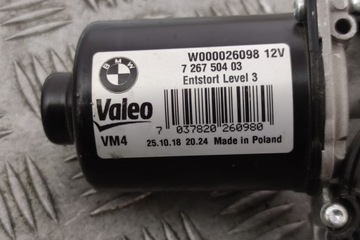 BMW
W000026098 12V
7 267 504 03
Entstort Level 3
Valeo
7 037820 260980
VM4
25.10.18 20.24 Made in Poland